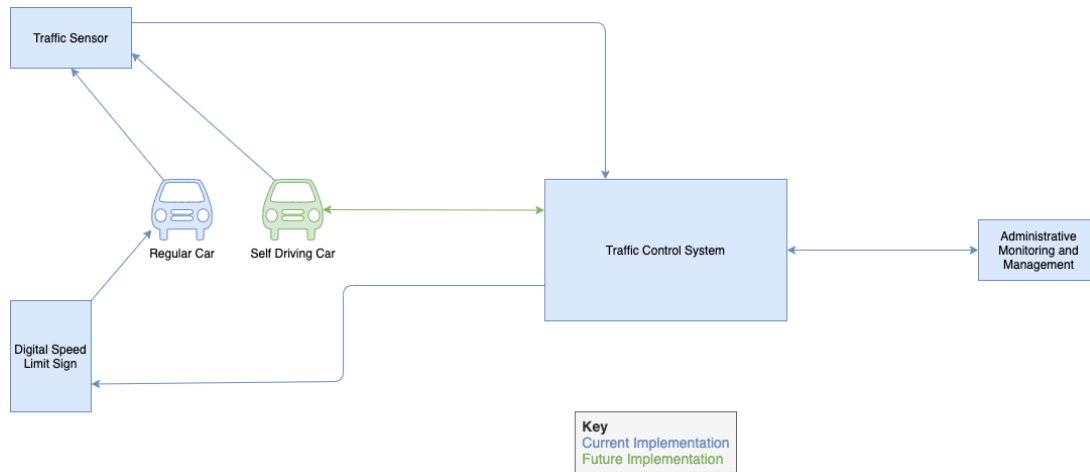 Traffic Sensor
Regular Car
Self Driving Car
Traffic Control System
Administrative
Monitoring and
Management
Digital Speed
Limit Sign
Key
Current Implementation
Future Implementation